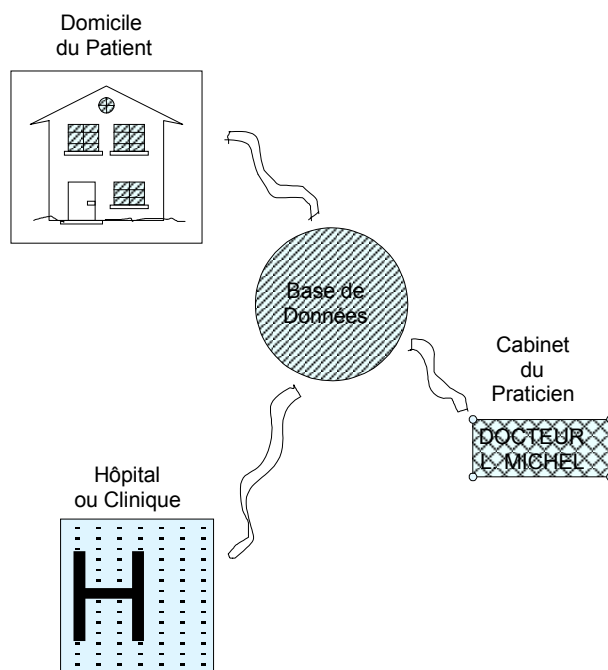 Domicile
du Patient
Base de
Données
Cabinet
du
Praticien
DOCTEUR
L. MICHEL
Hôpital
ou Clinique
H